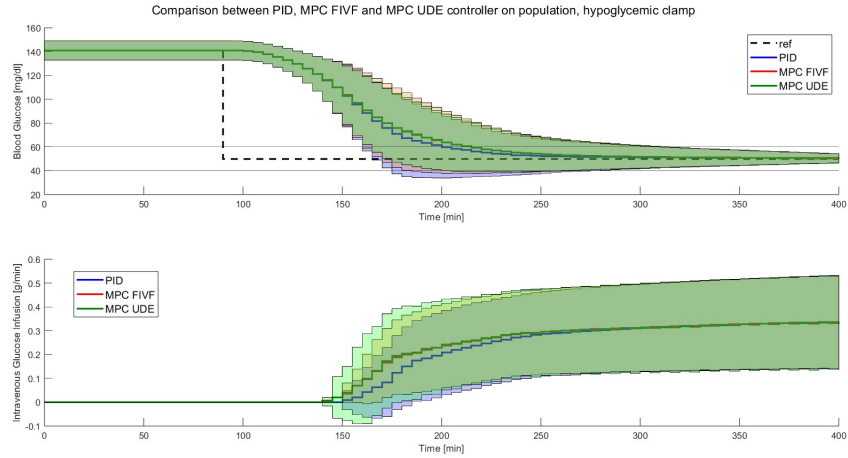 Comparison between PID, MPC FIVF and MPC UDE controller on population, hypoglycemic clamp
Blood Glucose [mg/dl]
160
140
120
100
80
60
40
20
ref
PID
MPC FIVF
MPC UDE
0 50 100 150 200 250 300 350 400
Time [min]
Intravenous Glucose Infusion [g/min]
0.6
0.5
0.4
0.3
0.2
0.1
0
-0.1
PID
MPC FIVF
MPC UDE
0 50 100 150 200 250 300 350 400
Time [min]